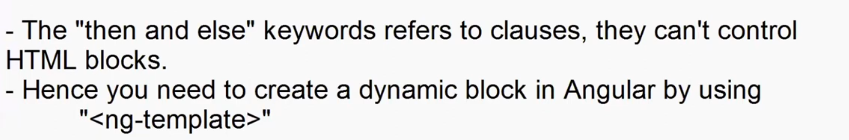 - The "then and else" keywords refers to clauses, they can't control
HTML blocks.
- Hence you need to create a dynamic block in Angular by using
"<ng-template>"